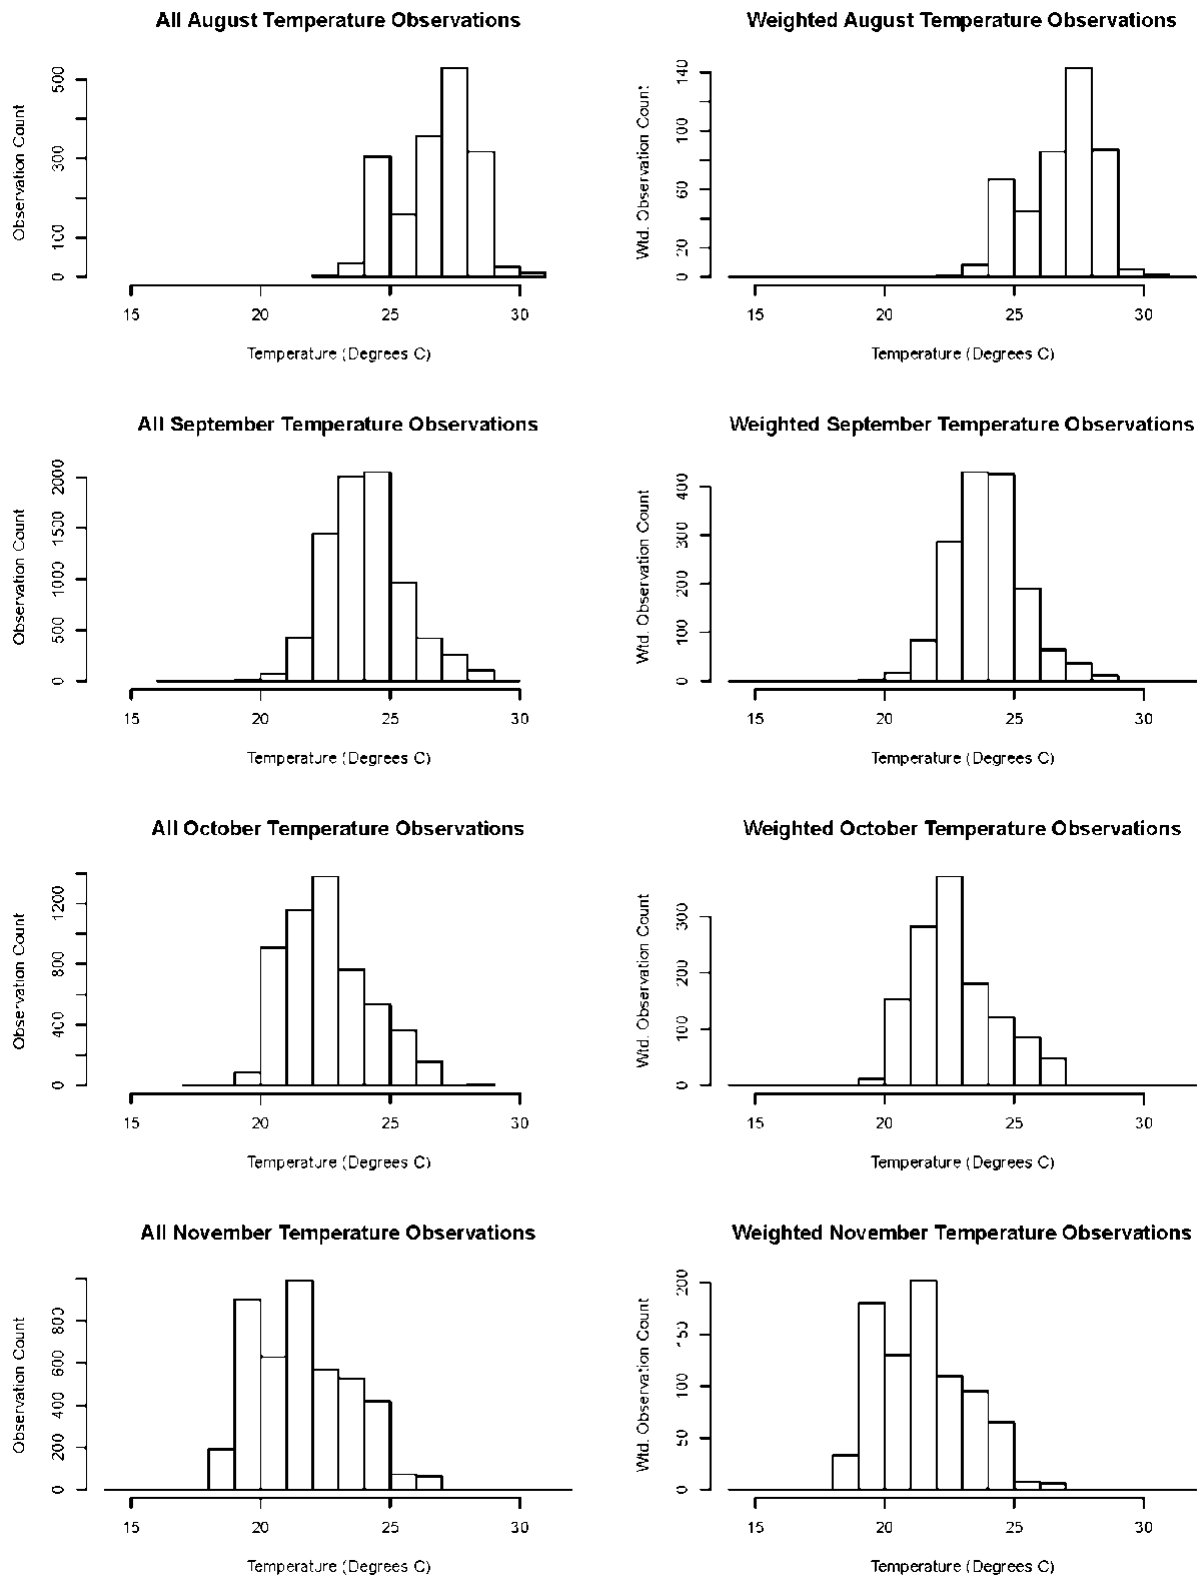 All August Temperature Observations
Observation Count
0 100 300 500
15 20 25 30
Temperature (Degrees C)
Weighted August Temperature Observations
Wtd. Observation Count
0 20 60 100 140
15 20 25 30
Temperature (Degrees C)
All September Temperature Observations
Observation Count
0 500 1000 1500 2000
15 20 25 30
Temperature (Degrees C)
Weighted September Temperature Observations
Wtd. Observation Count
0 100 200 300 400
15 20 25 30
Temperature (Degrees C)
All October Temperature Observations
Observation Count
0 400 800 1200
15 20 25 30
Temperature (Degrees C)
Weighted October Temperature Observations
Wtd. Observation Count
0 100 200 300
15 20 25 30
Temperature (Degrees C)
All November Temperature Observations
Observation Count
0 200 400 600 800
15 20 25 30
Temperature (Degrees C)
Weighted November Temperature Observations
Wtd. Observation Count
0 50 100 150 200
15 20 25 30
Temperature (Degrees C)